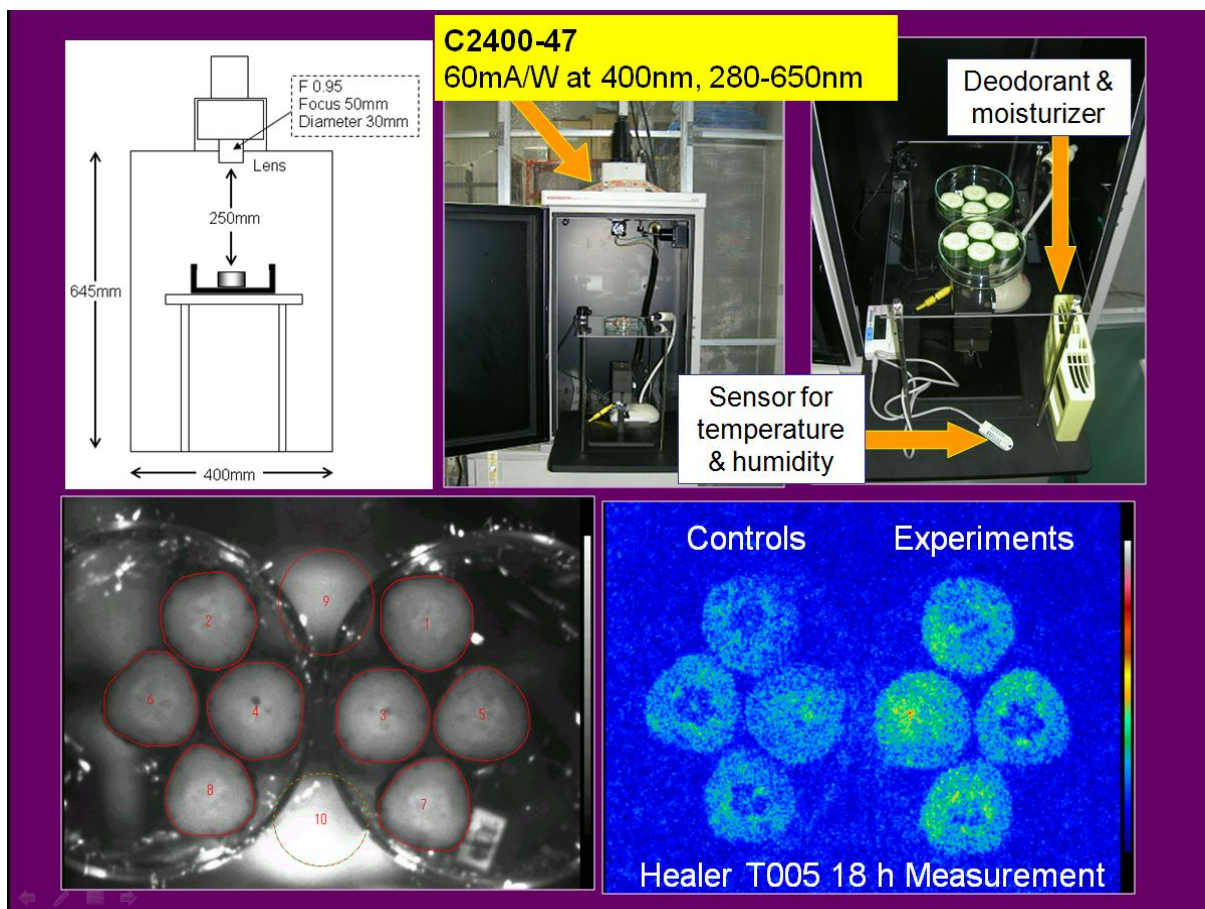 C2400-47
60mA/W at 400nm, 280-650nm
F 0.95
Focus 50mm
Diameter 30mm
Lens
250mm
645mm
400mm
Deodorant &
moisturizer
Sensor for
temperature
& humidity
2
9
1
6
4
3
5
8
10
7
Controls
Experiments
Healer T005 18 h Measurement